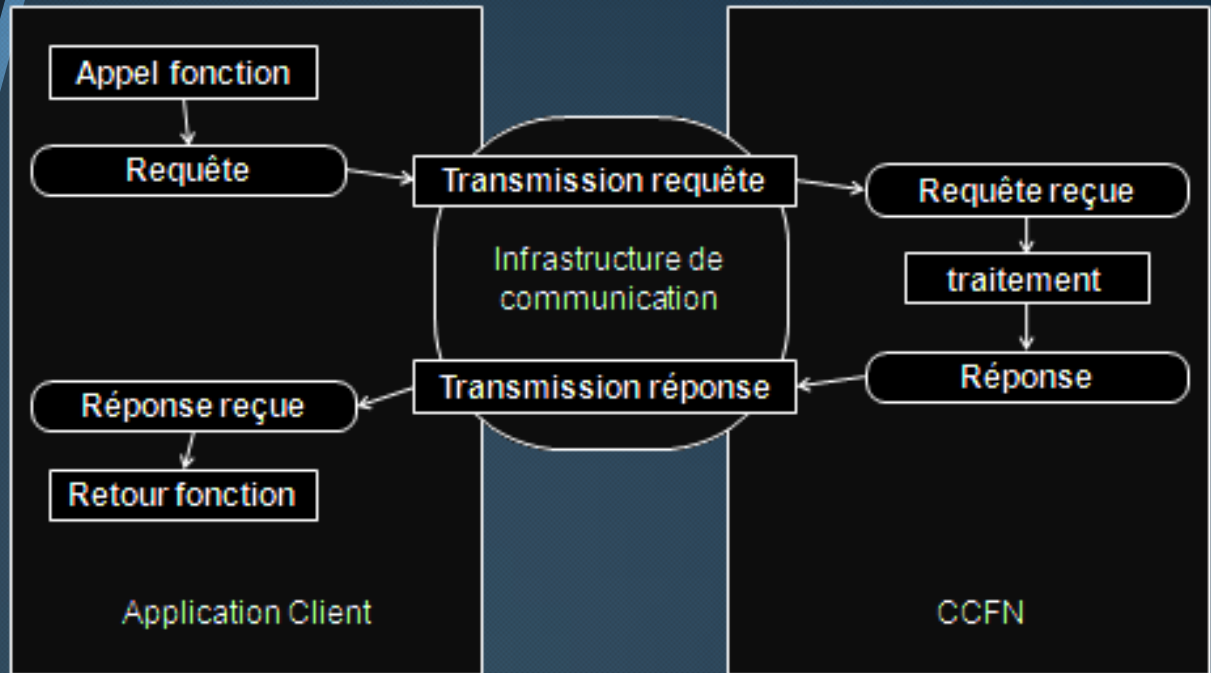 Appel fonction
Requête
Transmission requête
Requête reçue
Infrastructure de
communication
traitement
Transmission réponse
Réponse
Réponse reçue
Retour fonction
Application Client
CCFN